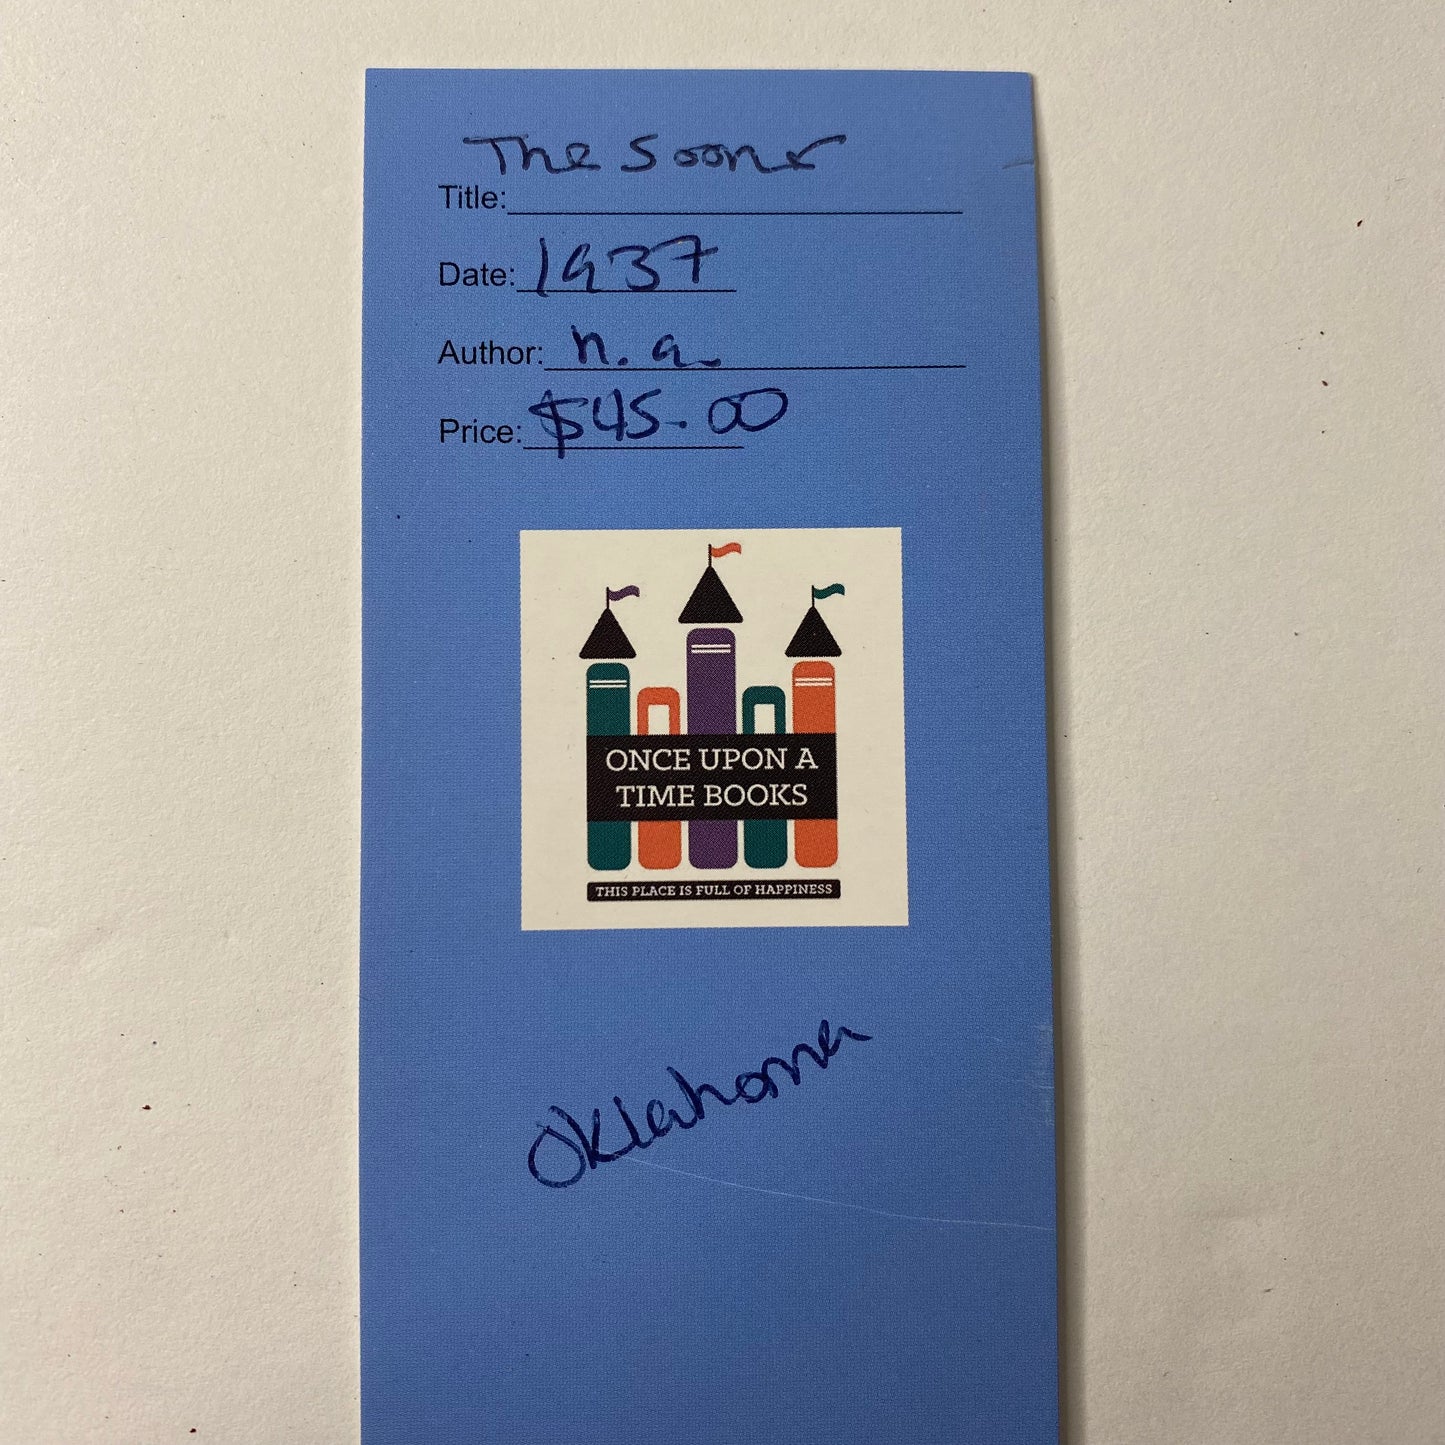 The Sooner
Title:
Date: 1937
Author: n.a.
Price: $45.00
ONCE UPON A
TIME BOOKS
THIS PLACE IS FULL OF HAPPINESS
Oklahoma